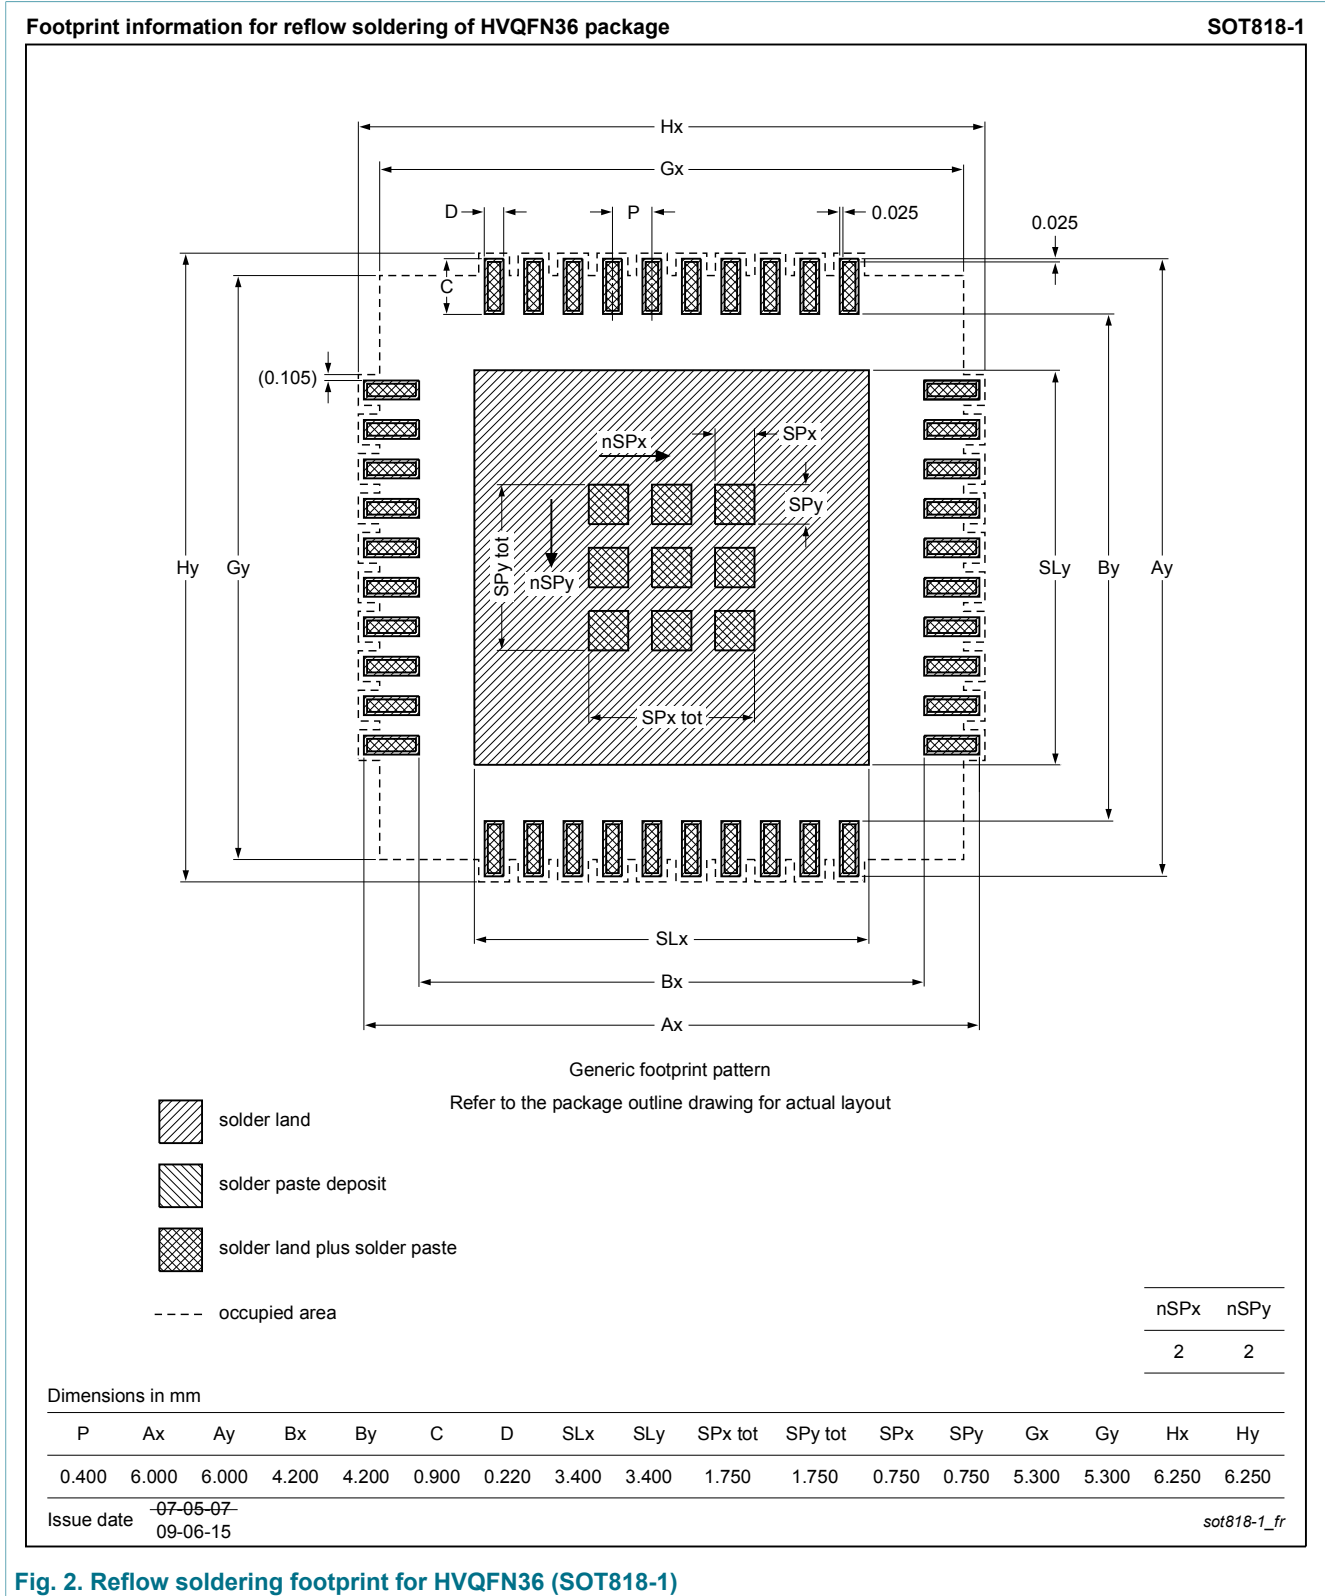 Footprint information for reflow soldering of HVQFN36 package SOT818-1
Hx
Gx
D P 0.025
0.025
C
(0.105)
nSPx SPx
SPy
SPy tot
nSPy
Hy Gy SLy By Ay
SPx tot
SLx
Bx
Ax
Generic footprint pattern
Refer to the package outline drawing for actual layout
solder land
solder paste deposit
solder land plus solder paste
occupied area
nSPx nSPy
2 2
Dimensions in mm
P Ax Ay Bx By C D SLx SLy SPx tot SPy tot SPx SPy Gx Gy Hx Hy
0.400 6.000 6.000 4.200 4.200 0.900 0.220 3.400 3.400 1.750 1.750 0.750 0.750 5.300 5.300 6.250 6.250
Issue date 07-05-07
09-06-15
sot818-1_fr
Fig. 2. Reflow soldering footprint for HVQFN36 (SOT818-1)